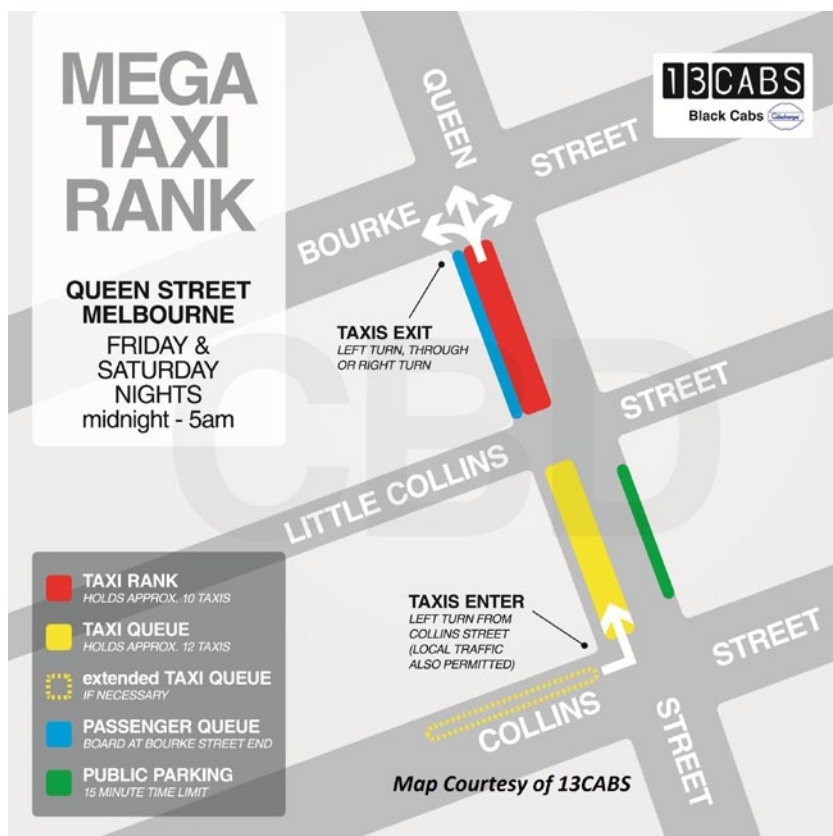 MEGA
TAXI
RANK
QUEEN STREET
MELBOURNE
FRIDAY &
SATURDAY
NIGHTS
midnight - 5am
13CABS
Black Cabs
QUEEN
STREET
BOURKE
STREET
TAXIS EXIT
LEFT TURN, THROUGH
OR RIGHT TURN
LITTLE COLLINS
STREET
CBD
TAXIS ENTER
LEFT TURN FROM
COLLINS STREET
(LOCAL TRAFFIC
ALSO PERMITTED)
COLLINS
STREET
TAXI RANK
HOLDS APPROX. 10 TAXIS
TAXI QUEUE
HOLDS APPROX. 12 TAXIS
extended TAXI QUEUE
IF NECESSARY
PASSENGER QUEUE
BOARD AT BOURKE STREET END
PUBLIC PARKING
15 MINUTE TIME LIMIT
Map Courtesy of 13CABS